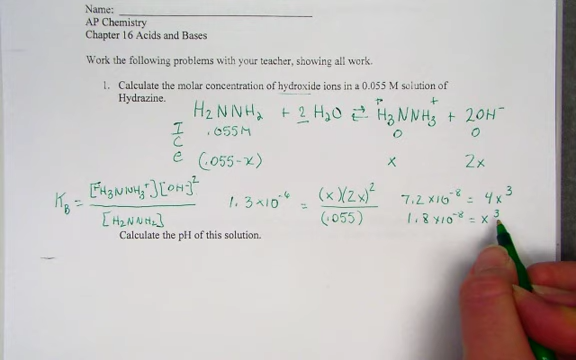 Name:
AP Chemistry
Chapter 16 Acids and Bases
Work the following problems with your teacher, showing all work.
1. Calculate the molar concentration of hydroxide ions in a 0.055 M solution of
Hydrazine.
H₂NNH₂ + 2 H₂O ⇄ H₃NNH₃⁺ + 2OH⁻
I .055M 0 0
C
e (.055-x) x 2x
K_B = [H₃NNH₃⁺][OH]² / [H₂NNH₂] 1.3×10⁻⁶ = (x)(2x)² / (.055) 7.2×10⁻⁸ = 4x³
1.8×10⁻⁸ = x³
Calculate the pH of this solution.